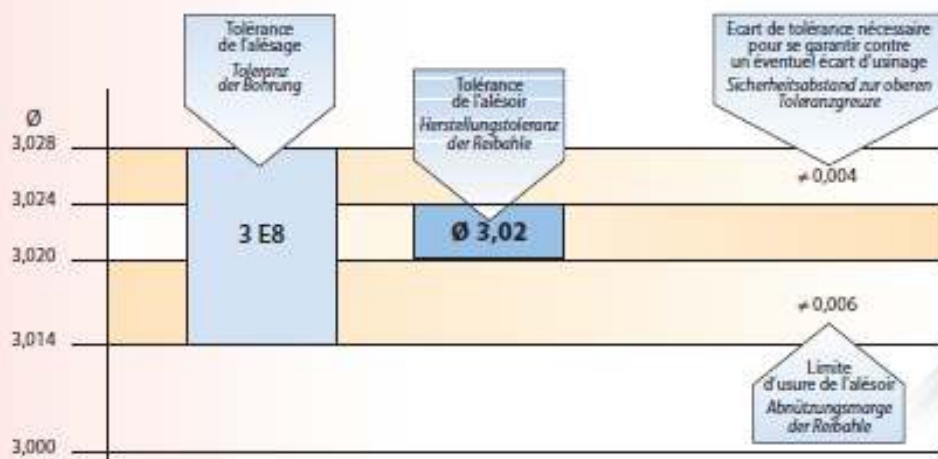 Tolérance
de l'alésage
Toleranz
der Bohrung
Tolérance
de l'alésoir
Herstellungstoleranz
der Reibahle
Ecart de tolérance nécessaire
pour se garantir contre
un éventuel écart d'usinage
Sicherheitsabstand zur oberen
Toleranzgreuze
Ø
3,028
≠ 0,004
3,024
3 E8
Ø 3,02
3,020
≠ 0,006
3,014
Limite
d'usure de l'alésoir
Abnützungsmarge
der Reibahle
3,000